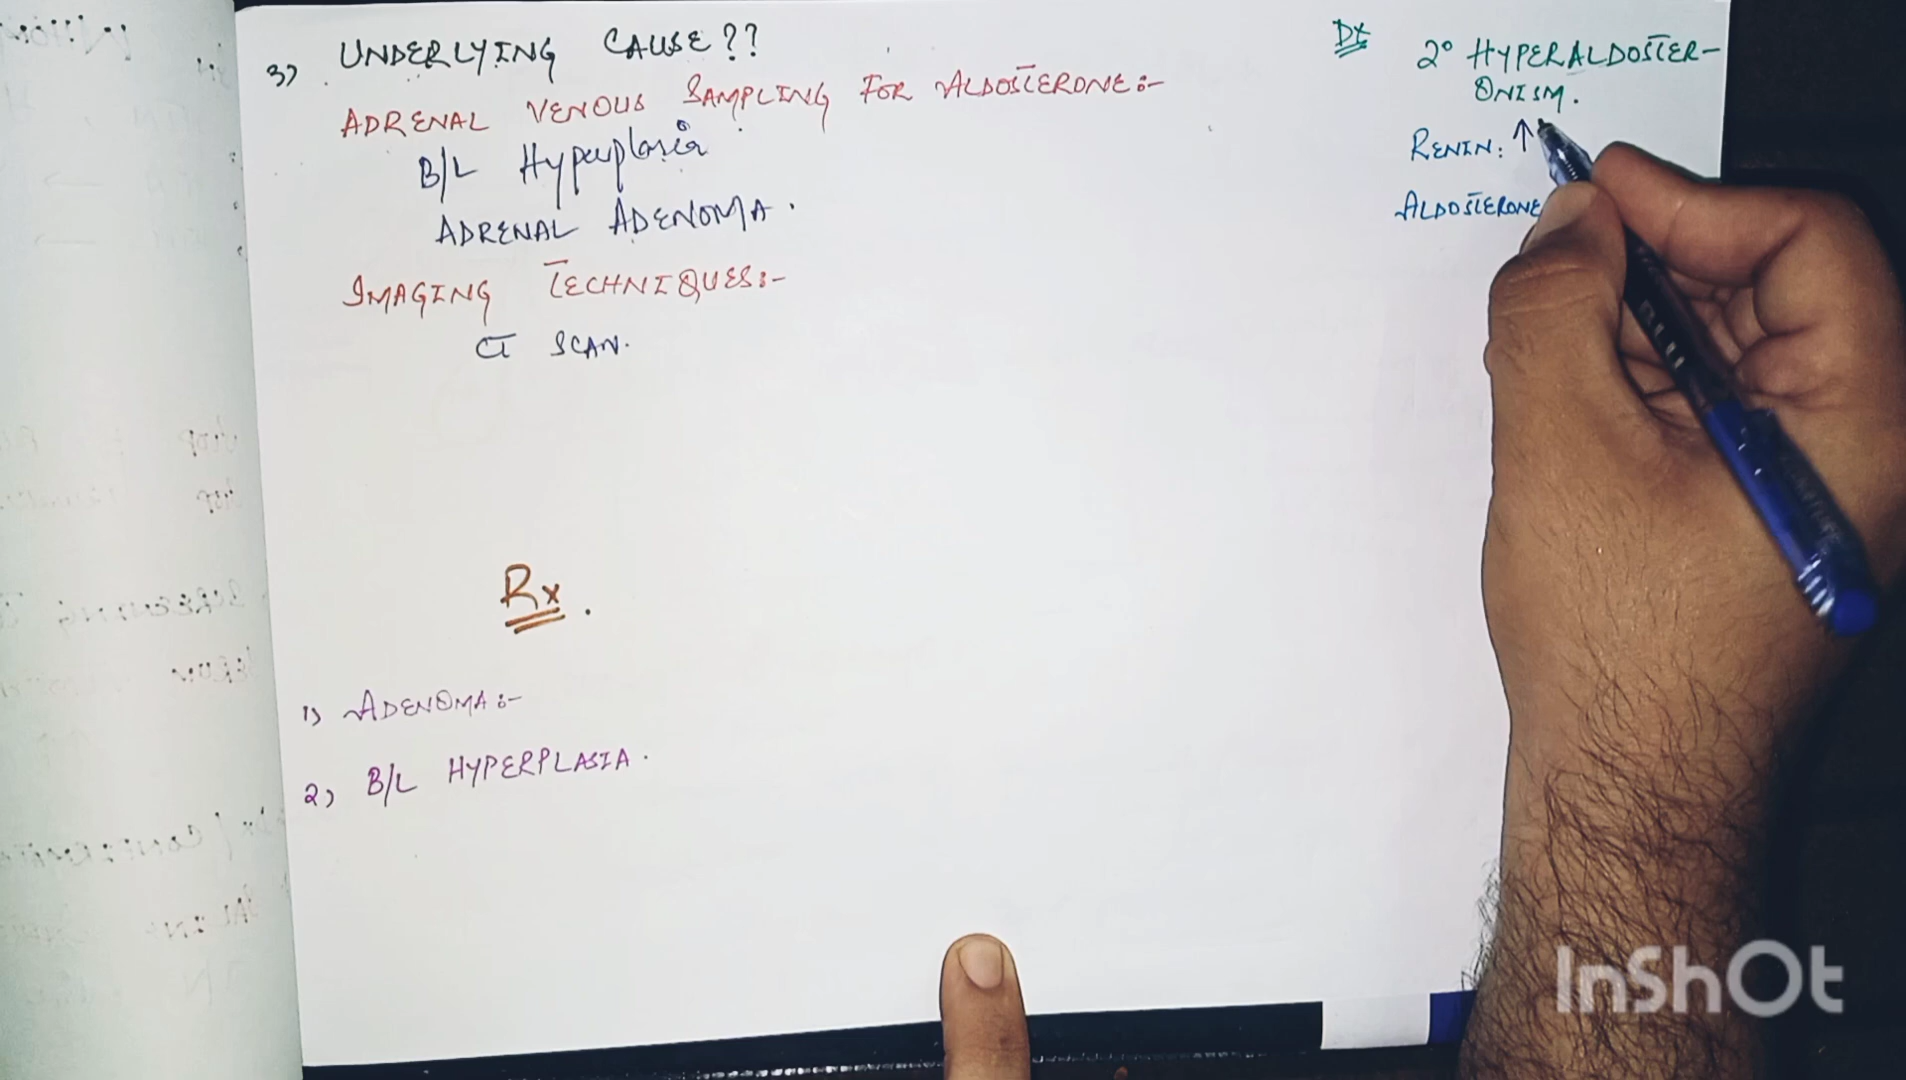 3) UNDERLYING CAUSE??
ADRENAL VENOUS SAMPLING FOR ALDOSTERONE:-
B/L Hyperplasia
ADRENAL ADENOMA.
IMAGING TECHNIQUES:-
CT SCAN.
Rx.
1) ADENOMA:-
2) B/L HYPERPLASIA.
Dx
2° HYPERALDOSTER-
ONISM.
RENIN: ↑
ALDOSTERONE
InShOt